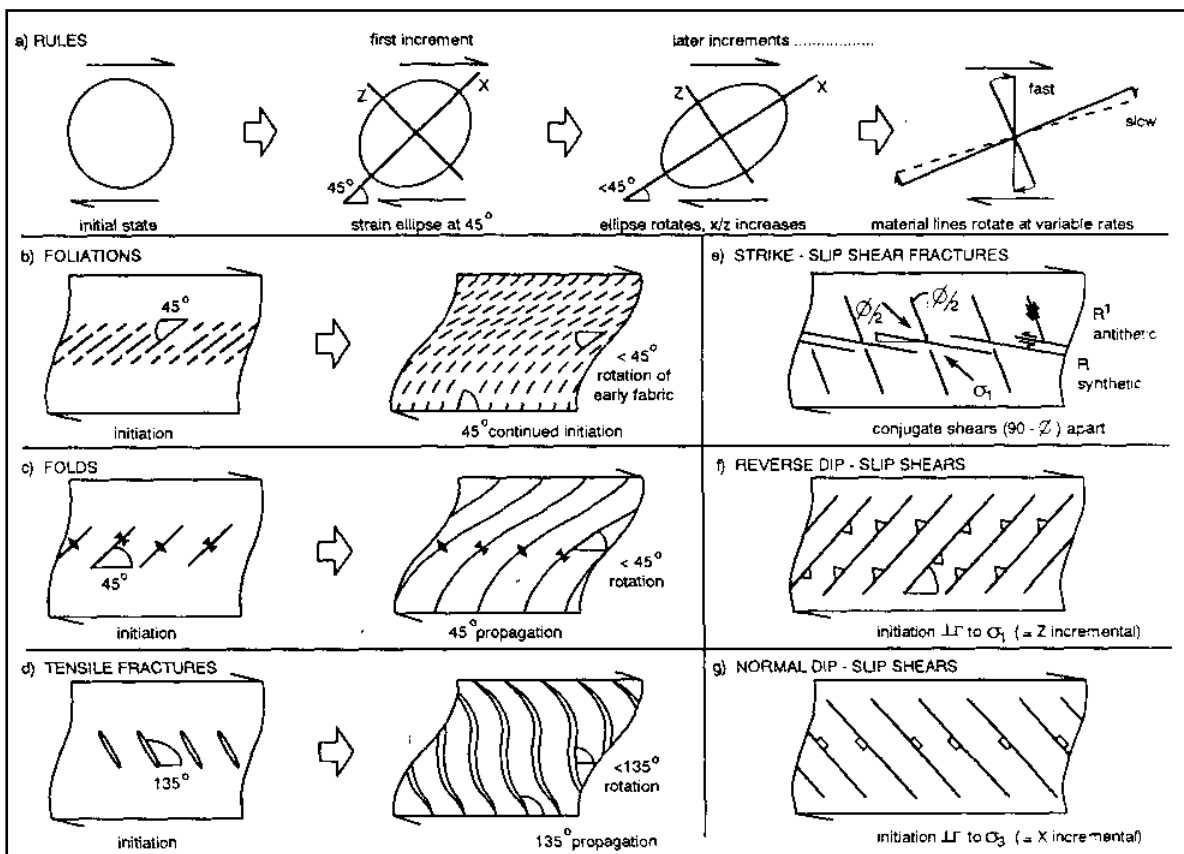 a) RULES
first increment
later increments ...................
Z
X
Z
X
fast
slow
45°
<45°
initial state
strain ellipse at 45°
ellipse rotates, x/z increases
material lines rotate at variable rates
b) FOLIATIONS
45°
< 45°
rotation of
early fabric
initiation
45° continued initiation
c) FOLDS
45°
< 45°
rotation
initiation
45° propagation
d) TENSILE FRACTURES
135°
<135°
rotation
initiation
135° propagation
e) STRIKE - SLIP SHEAR FRACTURES
Ø/2
Ø/2
R¹
antithetic
R
synthetic
σ₁
conjugate shears (90 - Ø) apart
f) REVERSE DIP - SLIP SHEARS
initiation ⊥r to σ₁ (= Z incremental)
g) NORMAL DIP - SLIP SHEARS
initiation ⊥r to σ₃ (= X incremental)